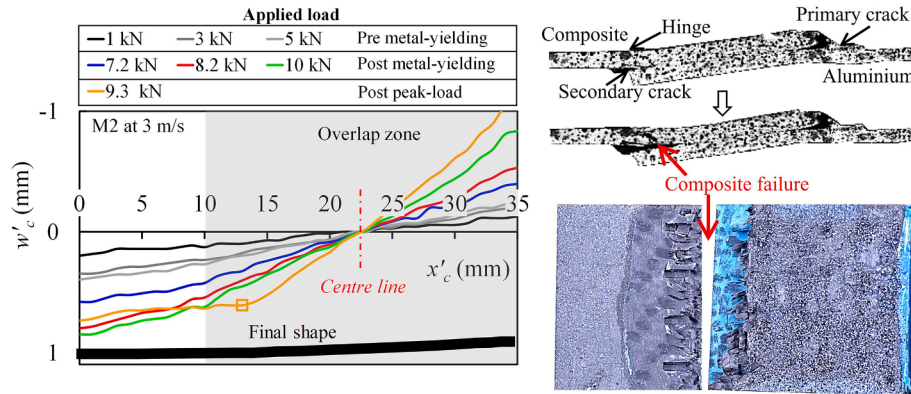 Applied load
1 kN 3 kN 5 kN Pre metal-yielding
7.2 kN 8.2 kN 10 kN Post metal-yielding
9.3 kN Post peak-load
-1
M2 at 3 m/s
Overlap zone
w'c (mm)
0 5 10 15 20 25 30 35
0
x'c (mm)
Centre line
Final shape
1
Composite
Hinge
Primary crack
Secondary crack
Aluminium
Composite failure